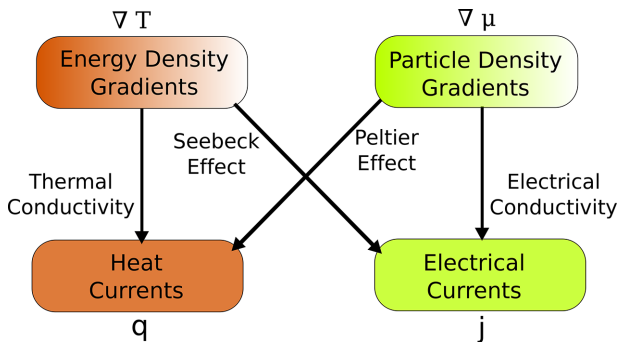 ∇ T
Energy Density
Gradients
∇ μ
Particle Density
Gradients
Seebeck
Effect
Peltier
Effect
Thermal
Conductivity
Electrical
Conductivity
Heat
Currents
q
Electrical
Currents
j